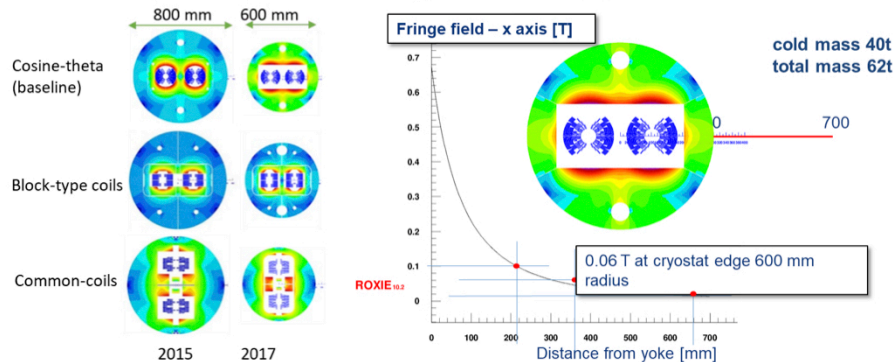 800 mm
600 mm
Cosine-theta
(baseline)
Block-type coils
Common-coils
2015
2017
Fringe field – x axis [T]
cold mass 40t
total mass 62t
0
700
0.7
0.6
0.5
0.4
0.3
0.2
0.1
0
ROXIE10.2
0.06 T at cryostat edge 600 mm
radius
0 100 200 300 400 500 600 700
Distance from yoke [mm]